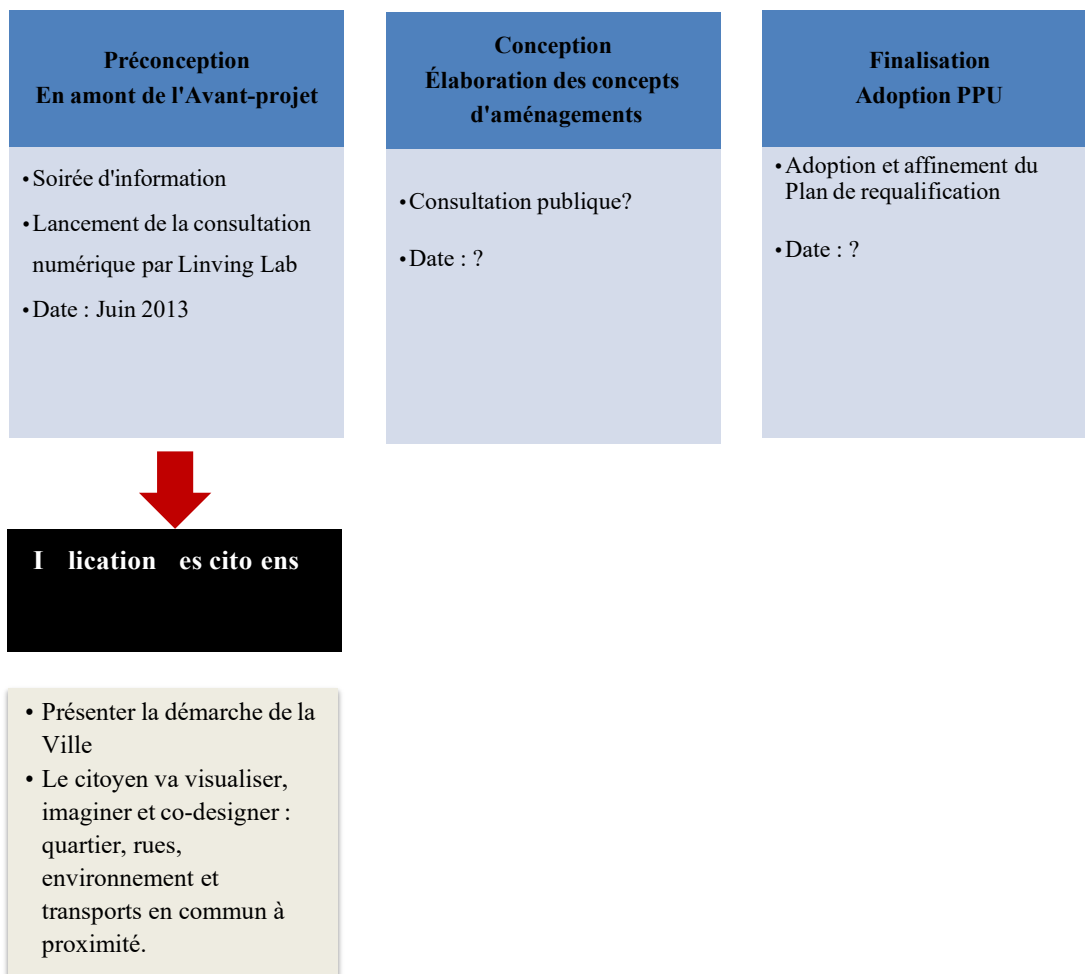 Préconception
En amont de l'Avant-projet
• Soirée d'information
• Lancement de la consultation
numérique par Linving Lab
• Date : Juin 2013
Conception
Élaboration des concepts
d'aménagements
• Consultation publique?
• Date : ?
Finalisation
Adoption PPU
• Adoption et affinement du
Plan de requalification
• Date : ?
I lication es cito ens
• Présenter la démarche de la
Ville
• Le citoyen va visualiser,
imaginer et co-designer :
quartier, rues,
environnement et
transports en commun à
proximité.